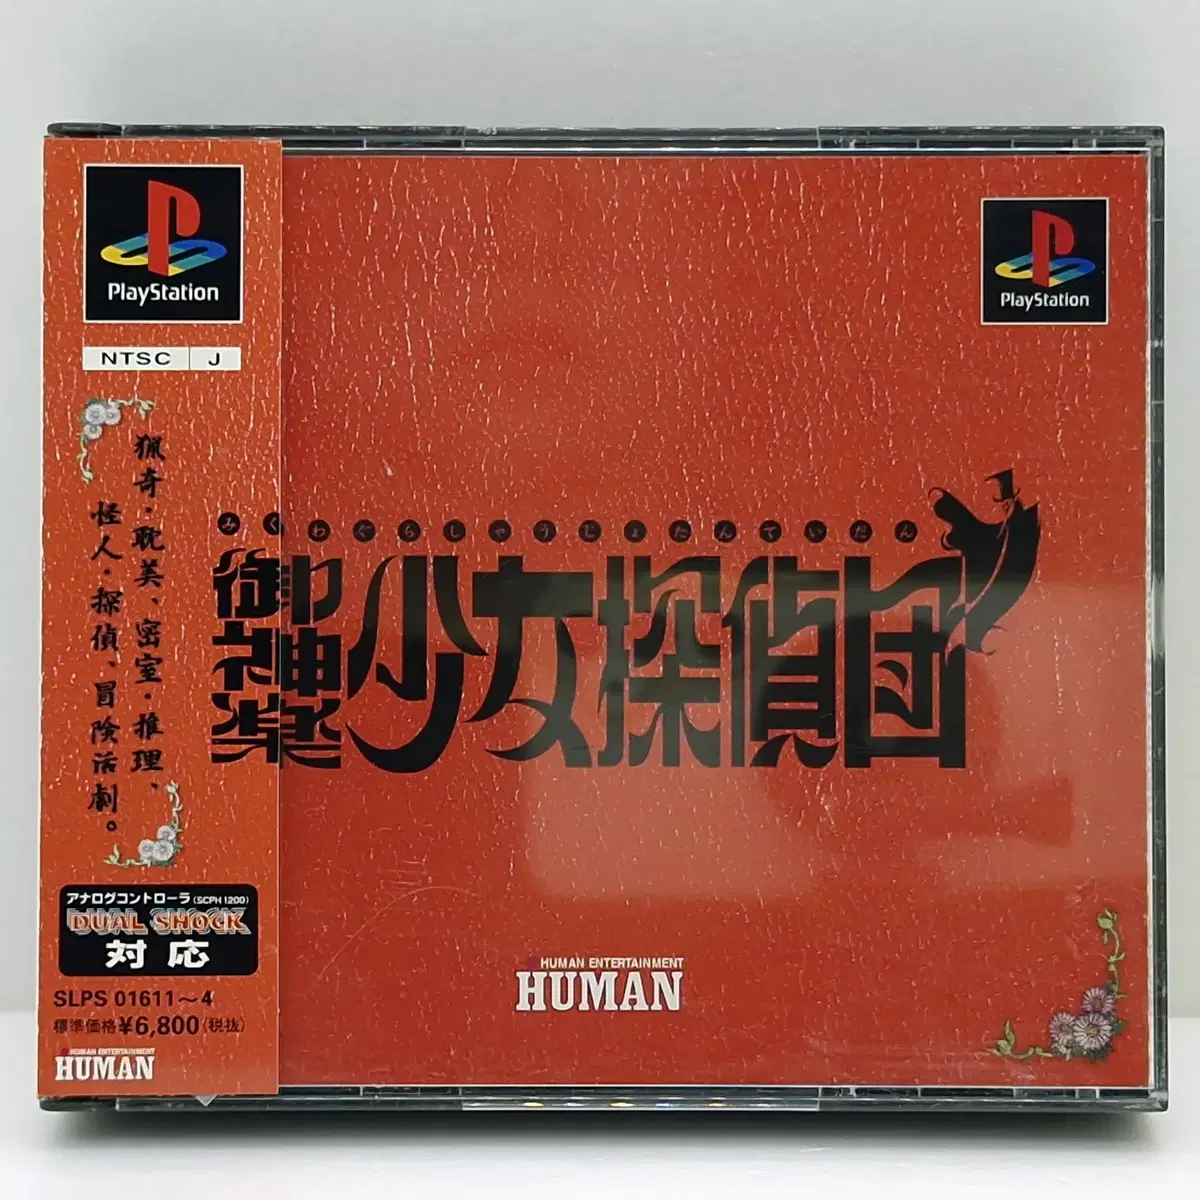 PlayStation
NTSC J
猟奇・耽美、密室・推理、
怪人・探偵、冒険活劇。
アナログコントローラ(SCPH 1200)
DUAL SHOCK
対応
SLPS 01611～4
標準価格¥6,800(税抜)
HUMAN ENTERTAINMENT
HUMAN
PlayStation
みくわぐらしゃうじょたんていだん
御神楽少女探偵団
HUMAN ENTERTAINMENT
HUMAN